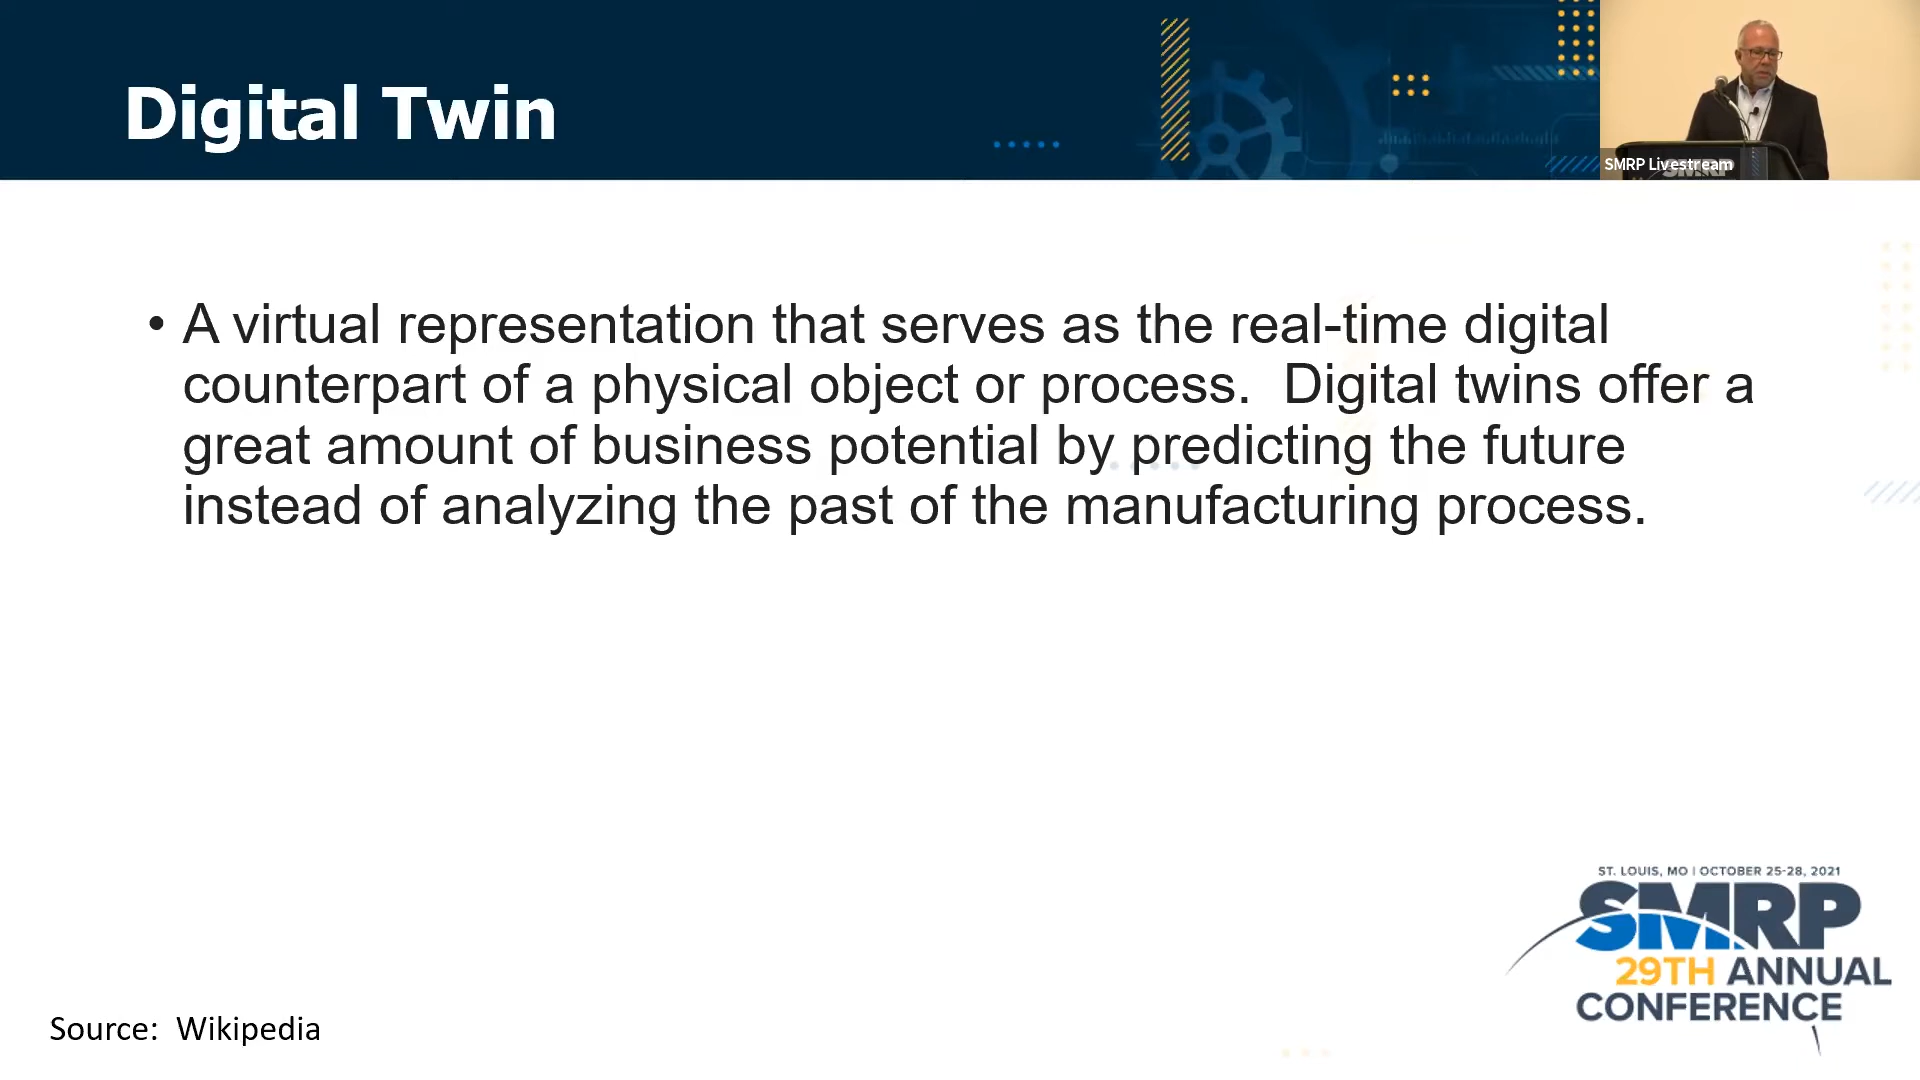 Digital Twin
SMRP Livestream
SMRP
• A virtual representation that serves as the real-time digital
counterpart of a physical object or process.  Digital twins offer a
great amount of business potential by predicting the future
instead of analyzing the past of the manufacturing process.
ST. LOUIS, MO | OCTOBER 25-28, 2021
SMRP
29TH ANNUAL
CONFERENCE
Source:  Wikipedia